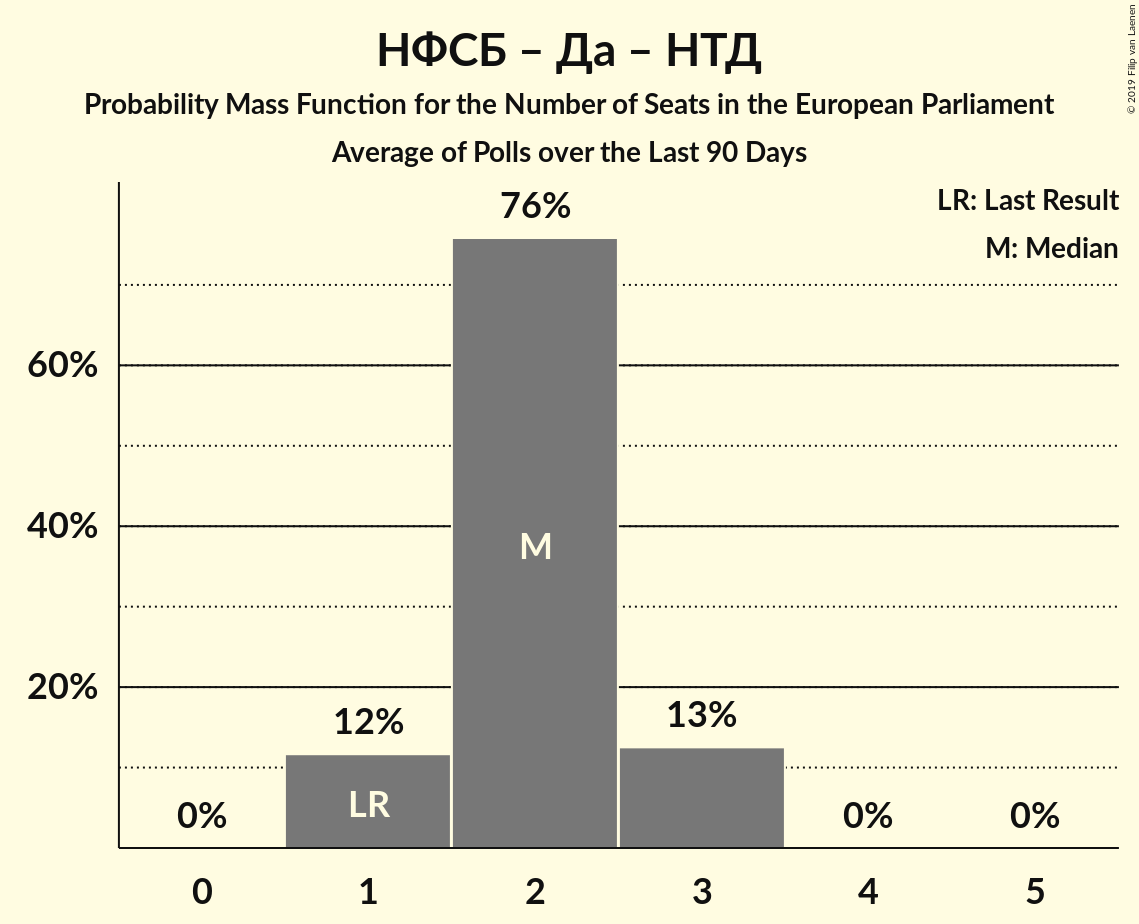 НФСБ – Да – НТД
Probability Mass Function for the Number of Seats in the European Parliament
Average of Polls over the Last 90 Days
© 2019 Filip van Laenen
LR: Last Result
M: Median
76%
60%
40%
M
20%
12%
13%
LR
0%
0%
0%
0 1 2 3 4 5